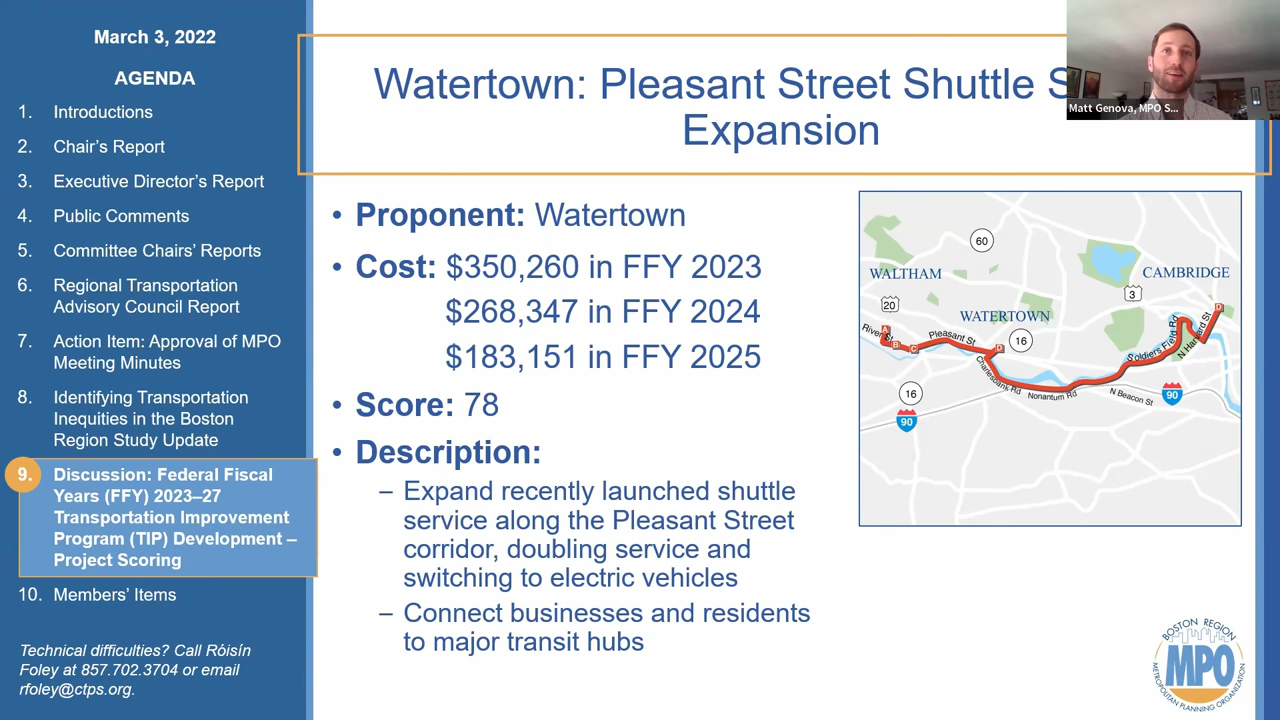 March 3, 2022
AGENDA
1. Introductions
2. Chair's Report
3. Executive Director's Report
4. Public Comments
5. Committee Chairs' Reports
6. Regional Transportation
Advisory Council Report
7. Action Item: Approval of MPO
Meeting Minutes
8. Identifying Transportation
Inequities in the Boston
Region Study Update
9. Discussion: Federal Fiscal
Years (FFY) 2023–27
Transportation Improvement
Program (TIP) Development –
Project Scoring
10. Members' Items
Technical difficulties? Call Róisín
Foley at 857.702.3704 or email
rfoley@ctps.org.
Watertown: Pleasant Street Shuttle S
Expansion
Matt Genova, MPO S...
• Proponent: Watertown
• Cost: $350,260 in FFY 2023
$268,347 in FFY 2024
$183,151 in FFY 2025
• Score: 78
• Description:
– Expand recently launched shuttle
service along the Pleasant Street
corridor, doubling service and
switching to electric vehicles
– Connect businesses and residents
to major transit hubs
60
WALTHAM
CAMBRIDGE
3
20
WATERTOWN
D
A
River St
B
C
Pleasant St
D
16
Soldiers Field Rd
N Harvard St
Charlesbank Rd
Nonantum Rd
N Beacon St
16
90
90
BOSTON REGION
MPO
METROPOLITAN PLANNING ORGANIZATION